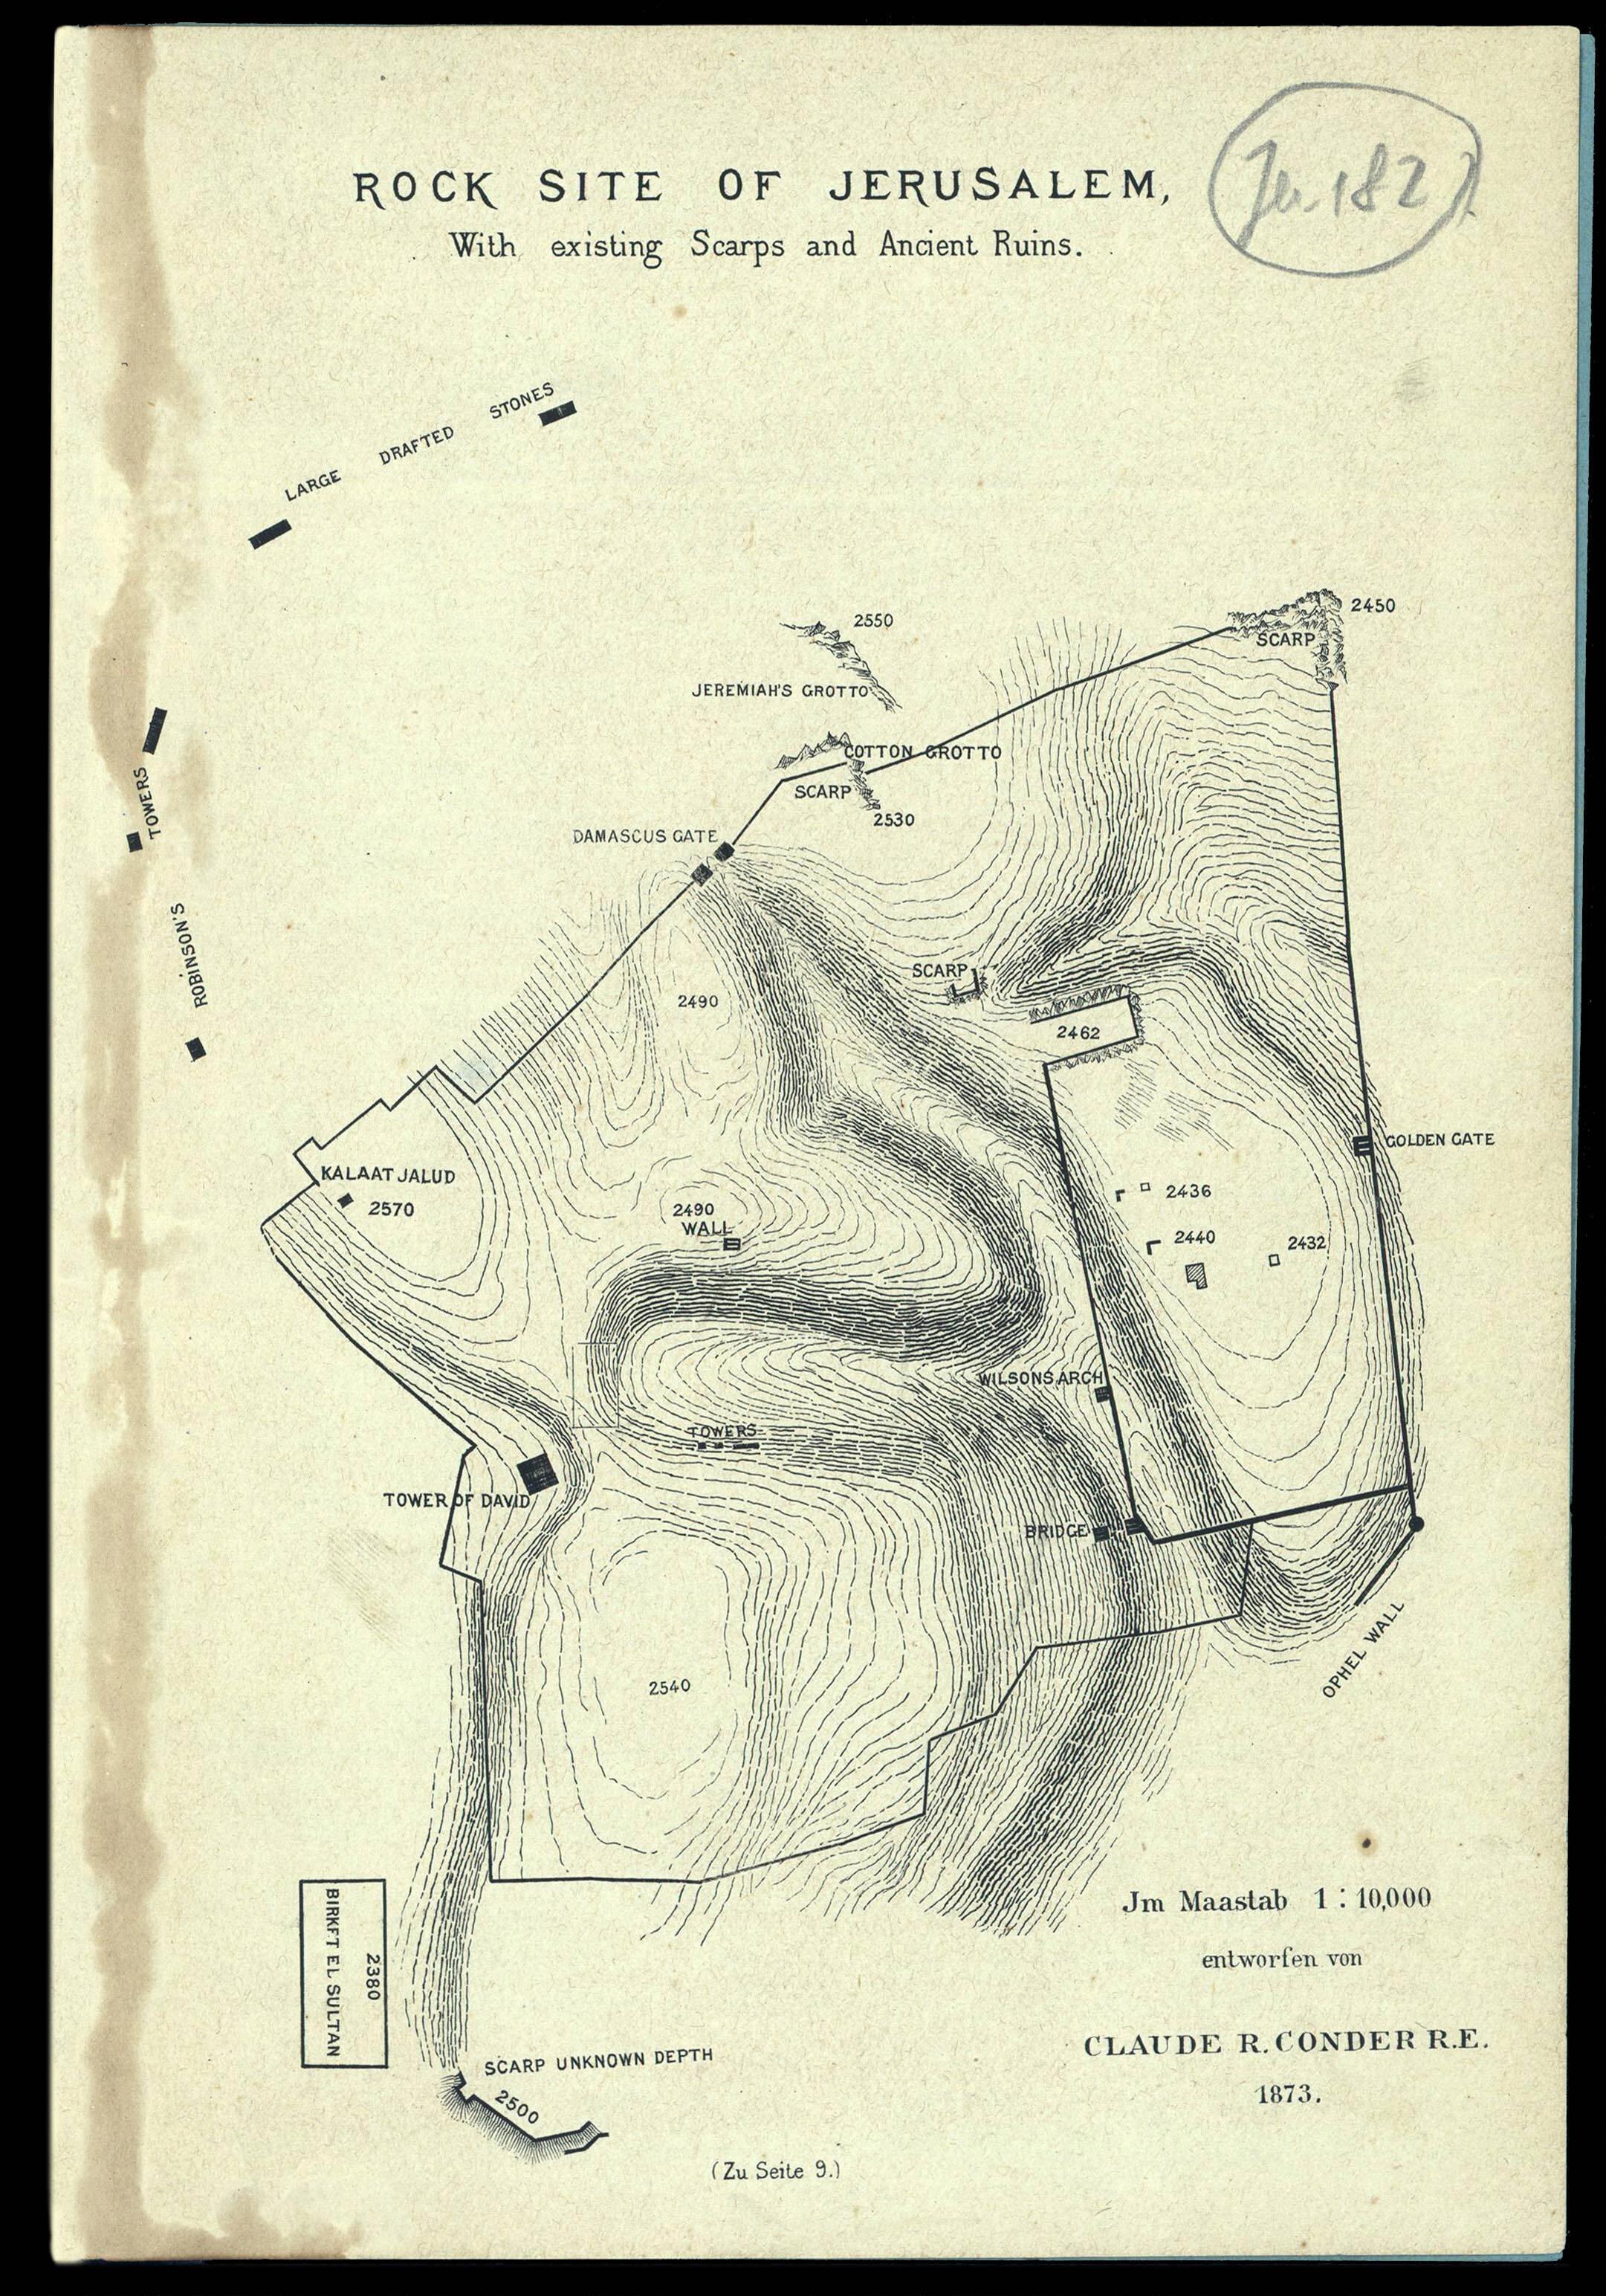 Jer. 182
ROCK SITE OF JERUSALEM,
With existing Scarps and Ancient Ruins.
LARGE DRAFTED STONES
2550
2450
SCARP
JEREMIAH'S GROTTO
COTTON GROTTO
SCARP
2530
ROBINSON'S TOWERS
DAMASCUS GATE
SCARP
2490
2462
GOLDEN GATE
KALAAT JALUD
2570
2436
2490
WALL
2440
2432
WILSONS ARCH
TOWERS
TOWER OF DAVID
BRIDGE
OPHEL WALL
2540
Jm Maastab 1:10,000
entworfen von
CLAUDE R. CONDER R.E.
1873.
2380
BIRKFT EL SULTAN
SCARP UNKNOWN DEPTH
2500
(Zu Seite 9.)